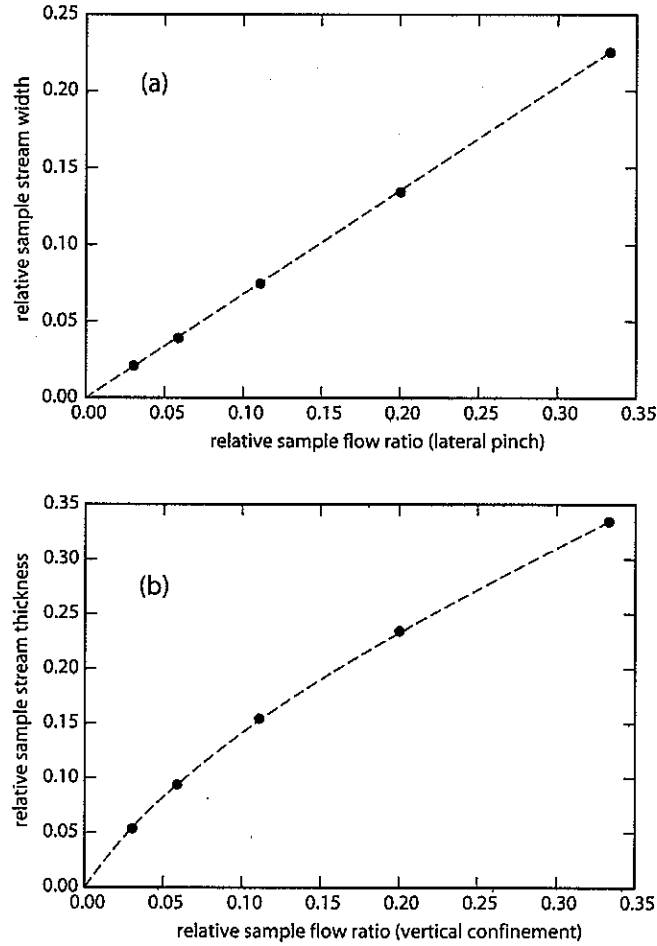 0.25
0.20
0.15
0.10
0.05
0.00
relative sample stream width
(a)
0.00 0.05 0.10 0.15 0.20 0.25 0.30 0.35
relative sample flow ratio (lateral pinch)
0.35
0.30
0.25
0.20
0.15
0.10
0.05
0.00
relative sample stream thickness
(b)
0.00 0.05 0.10 0.15 0.20 0.25 0.30 0.35
relative sample flow ratio (vertical confinement)